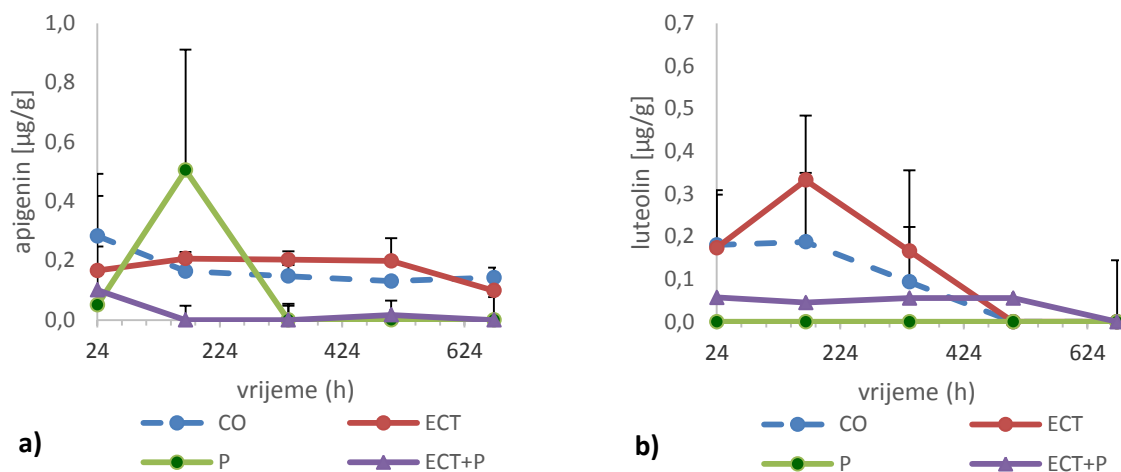 1,0
0,8
0,6
0,4
0,2
0,0
apigenin [µg/g]
24 224 424 624
vrijeme (h)
CO ECT
P ECT+P
a)
0,7
0,6
0,5
0,4
0,3
0,2
0,1
0,0
luteolin [µg/g]
24 224 424 624
vrijeme (h)
CO ECT
P ECT+P
b)